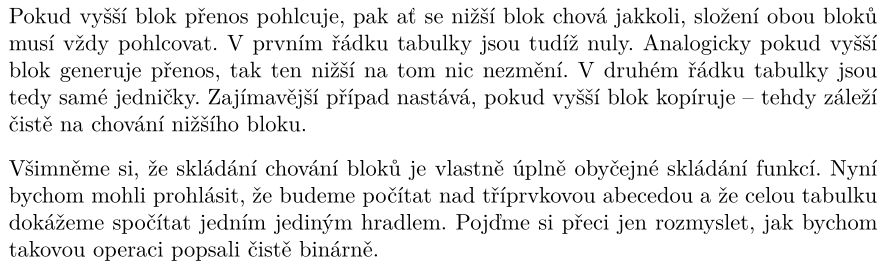 Pokud vyšší blok přenos pohlcuje, pak ať se nižší blok chová jakkoli, složení obou bloků
musí vždy pohlcovat. V prvním řádku tabulky jsou tudíž nuly. Analogicky pokud vyšší
blok generuje přenos, tak ten nižší na tom nic nezmění. V druhém řádku tabulky jsou
tedy samé jedničky. Zajímavější případ nastává, pokud vyšší blok kopíruje – tehdy záleží
čistě na chování nižšího bloku.
Všimněme si, že skládání chování bloků je vlastně úplně obyčejné skládání funkcí. Nyní
bychom mohli prohlásit, že budeme počítat nad tříprvkovou abecedou a že celou tabulku
dokážeme spočítat jedním jediným hradlem. Pojďme si přeci jen rozmyslet, jak bychom
takovou operaci popsali čistě binárně.